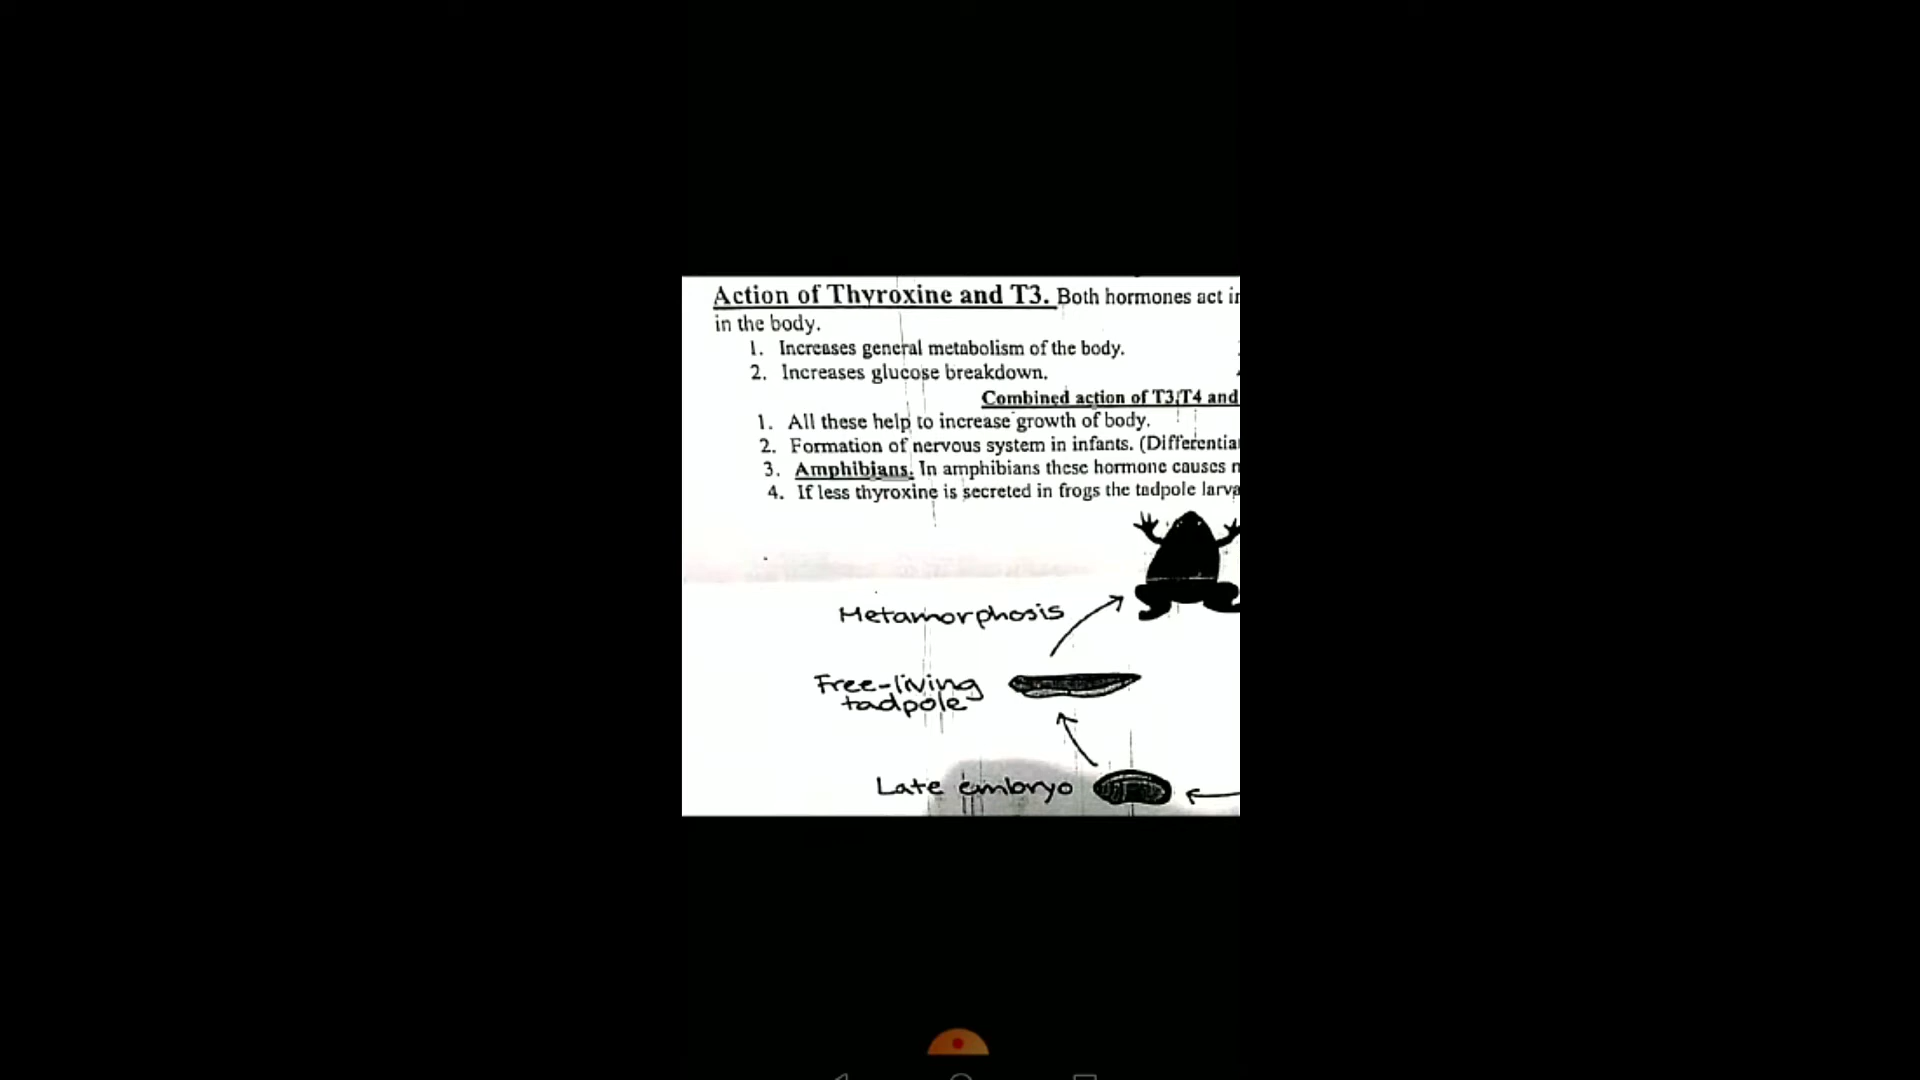 Action of Thyroxine and T3. Both hormones act in
in the body.
1. Increases general metabolism of the body.
2. Increases glucose breakdown.
Combined action of T3,T4 and
1. All these help to increase growth of body.
2. Formation of nervous system in infants. (Differentia
3. Amphibians. In amphibians these hormone causes
4. If less thyroxine is secreted in frogs the tadpole larva
Metamorphosis
Free-living
tadpole
Late embryo